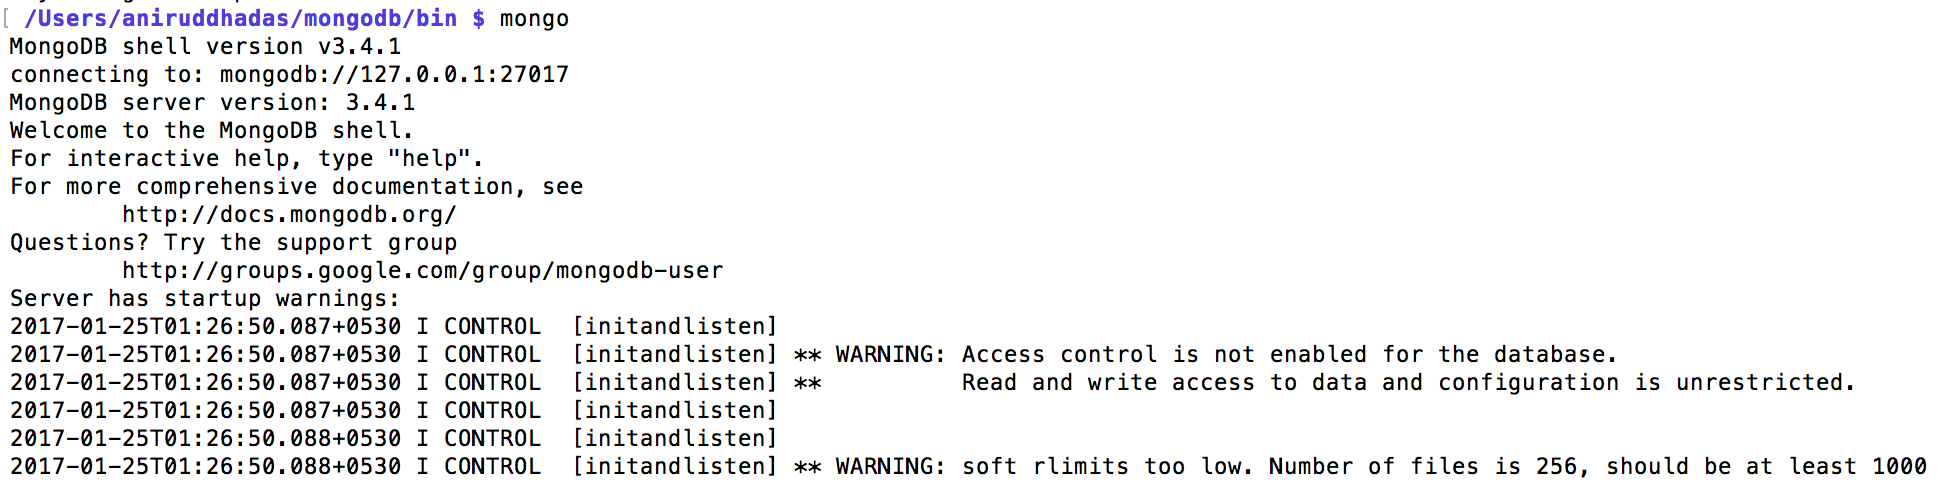 [ /Users/aniruddhadas/mongodb/bin $ mongo
MongoDB shell version v3.4.1
connecting to: mongodb://127.0.0.1:27017
MongoDB server version: 3.4.1
Welcome to the MongoDB shell.
For interactive help, type "help".
For more comprehensive documentation, see
        http://docs.mongodb.org/
Questions? Try the support group
        http://groups.google.com/group/mongodb-user
Server has startup warnings:
2017-01-25T01:26:50.087+0530 I CONTROL  [initandlisten]
2017-01-25T01:26:50.087+0530 I CONTROL  [initandlisten] ** WARNING: Access control is not enabled for the database.
2017-01-25T01:26:50.087+0530 I CONTROL  [initandlisten] **          Read and write access to data and configuration is unrestricted.
2017-01-25T01:26:50.087+0530 I CONTROL  [initandlisten]
2017-01-25T01:26:50.088+0530 I CONTROL  [initandlisten]
2017-01-25T01:26:50.088+0530 I CONTROL  [initandlisten] ** WARNING: soft rlimits too low. Number of files is 256, should be at least 1000